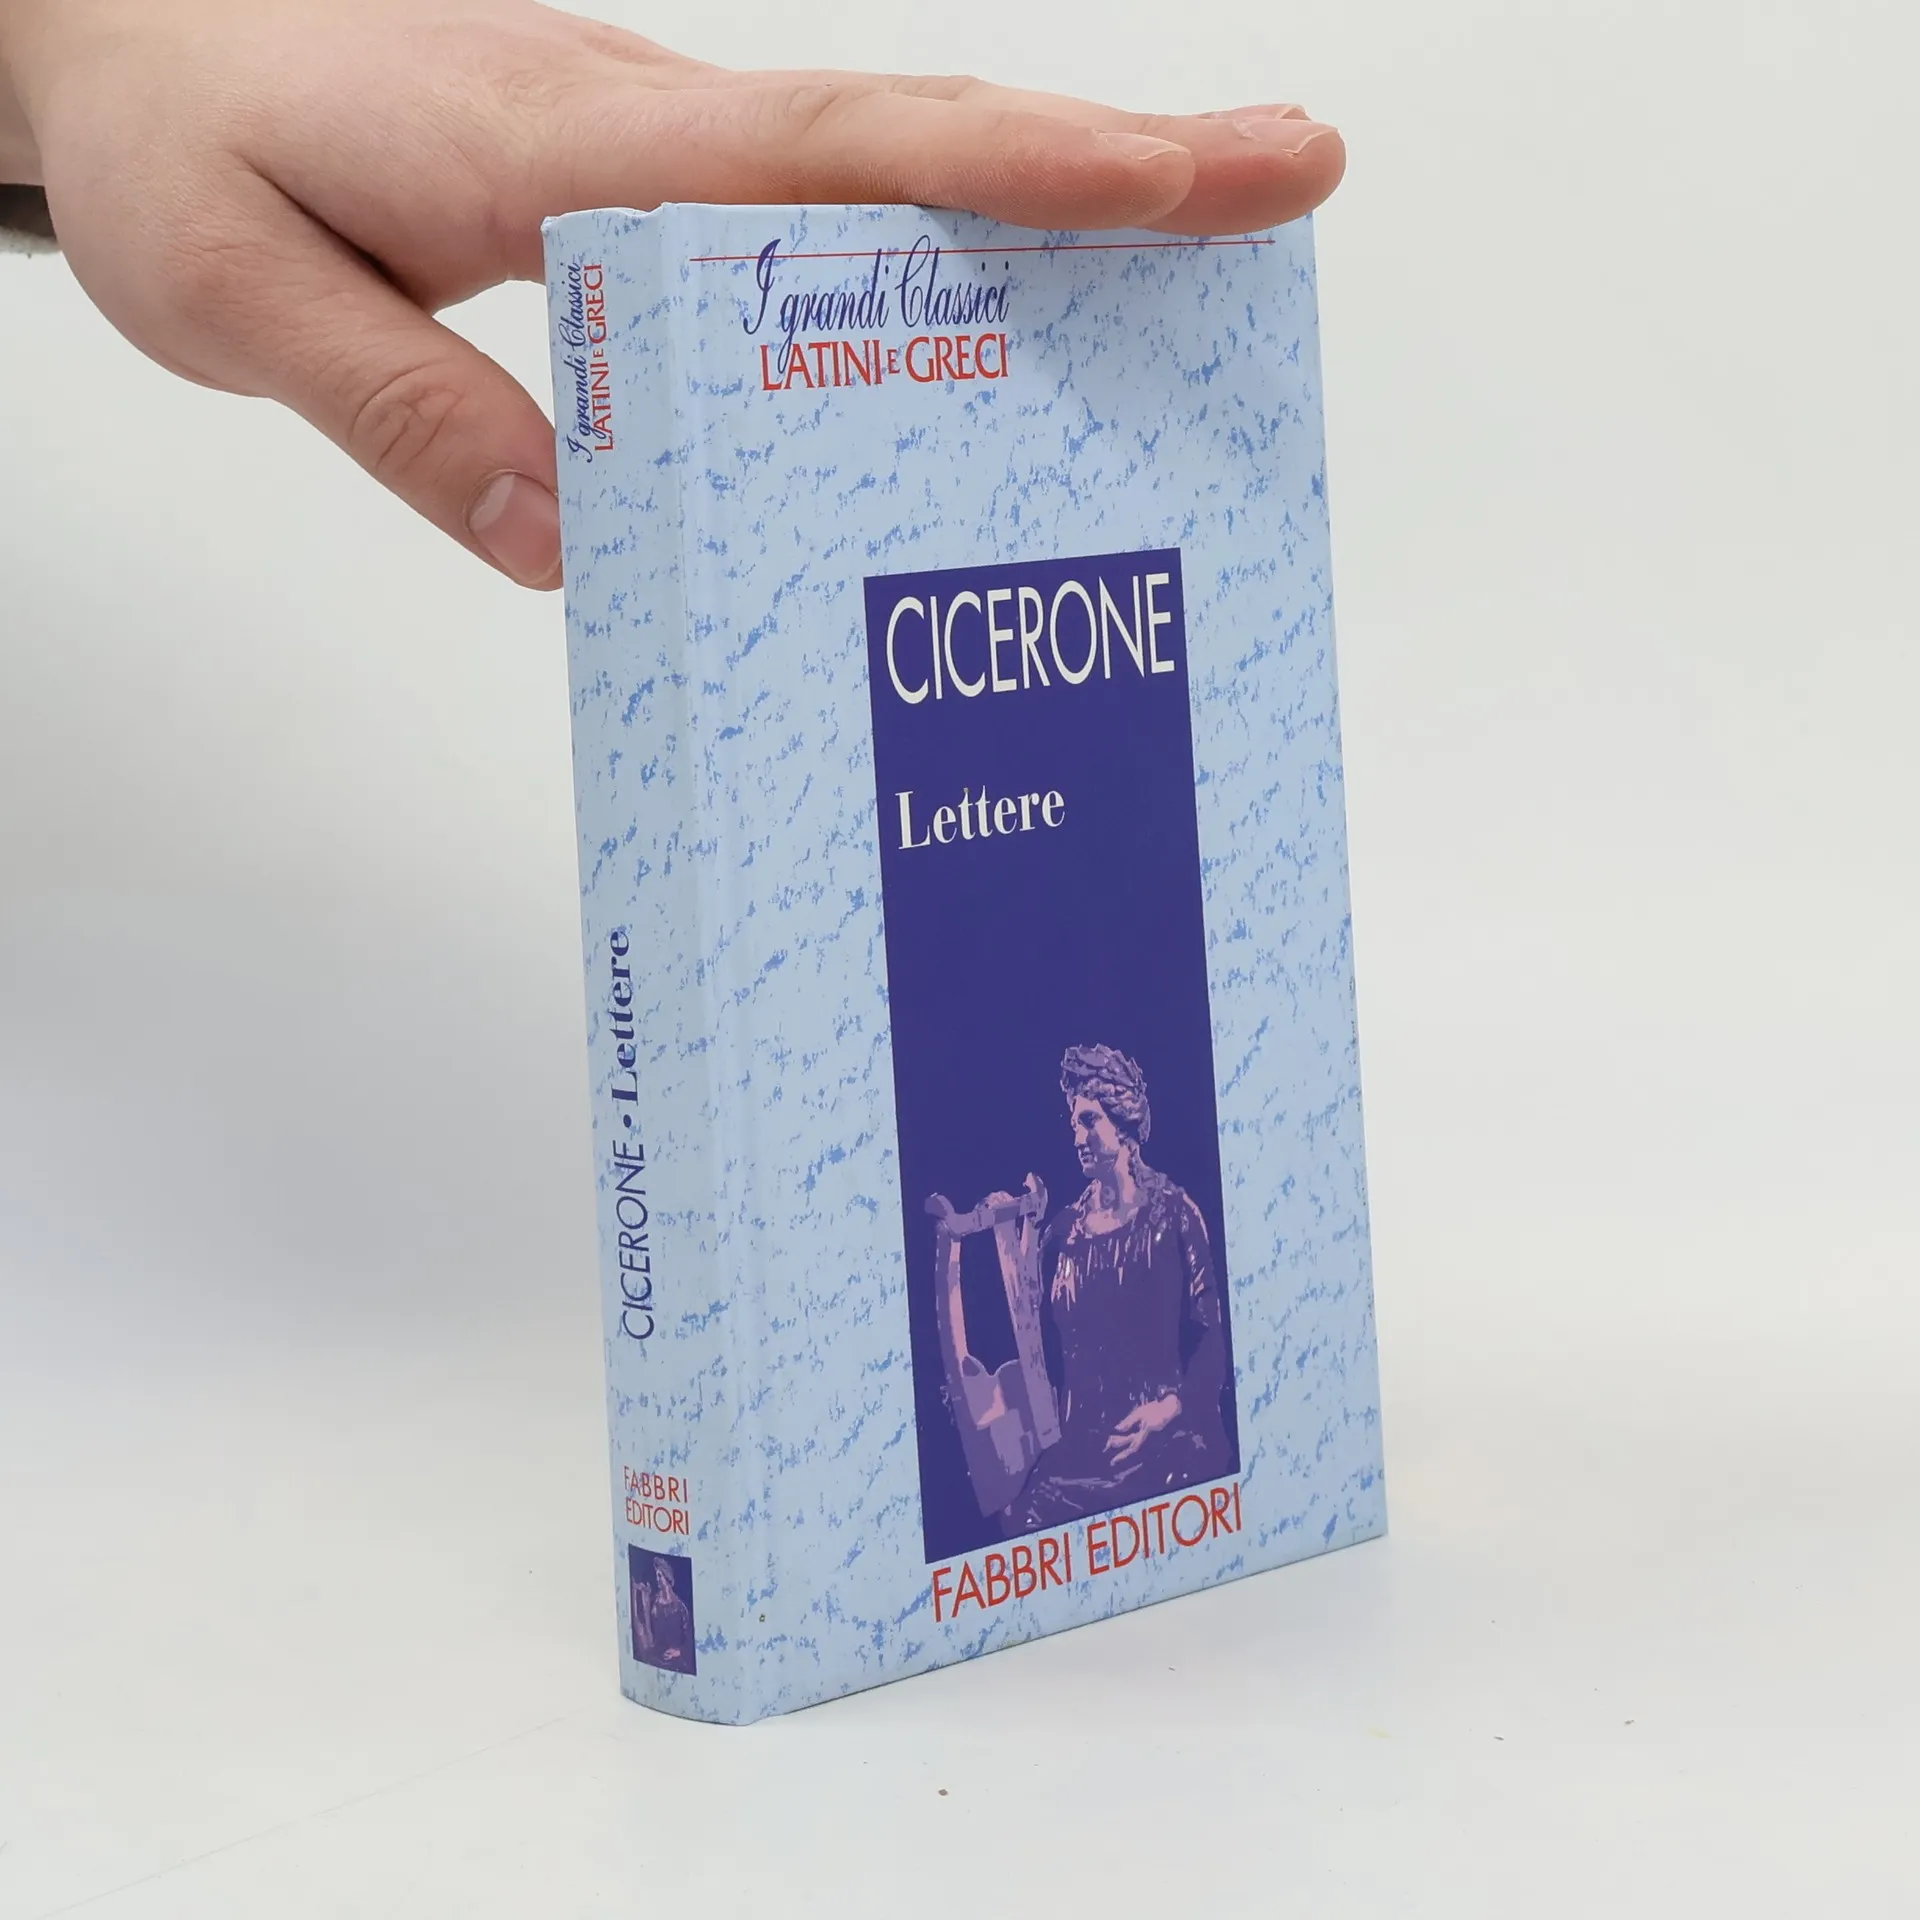 I grandi Classici
LATINI E GRECI
CICERONE
Lettere
FABBRI EDITORI
I grandi Classici
LATINI E GRECI
CICERONE • Lettere
FABBRI
EDITORI